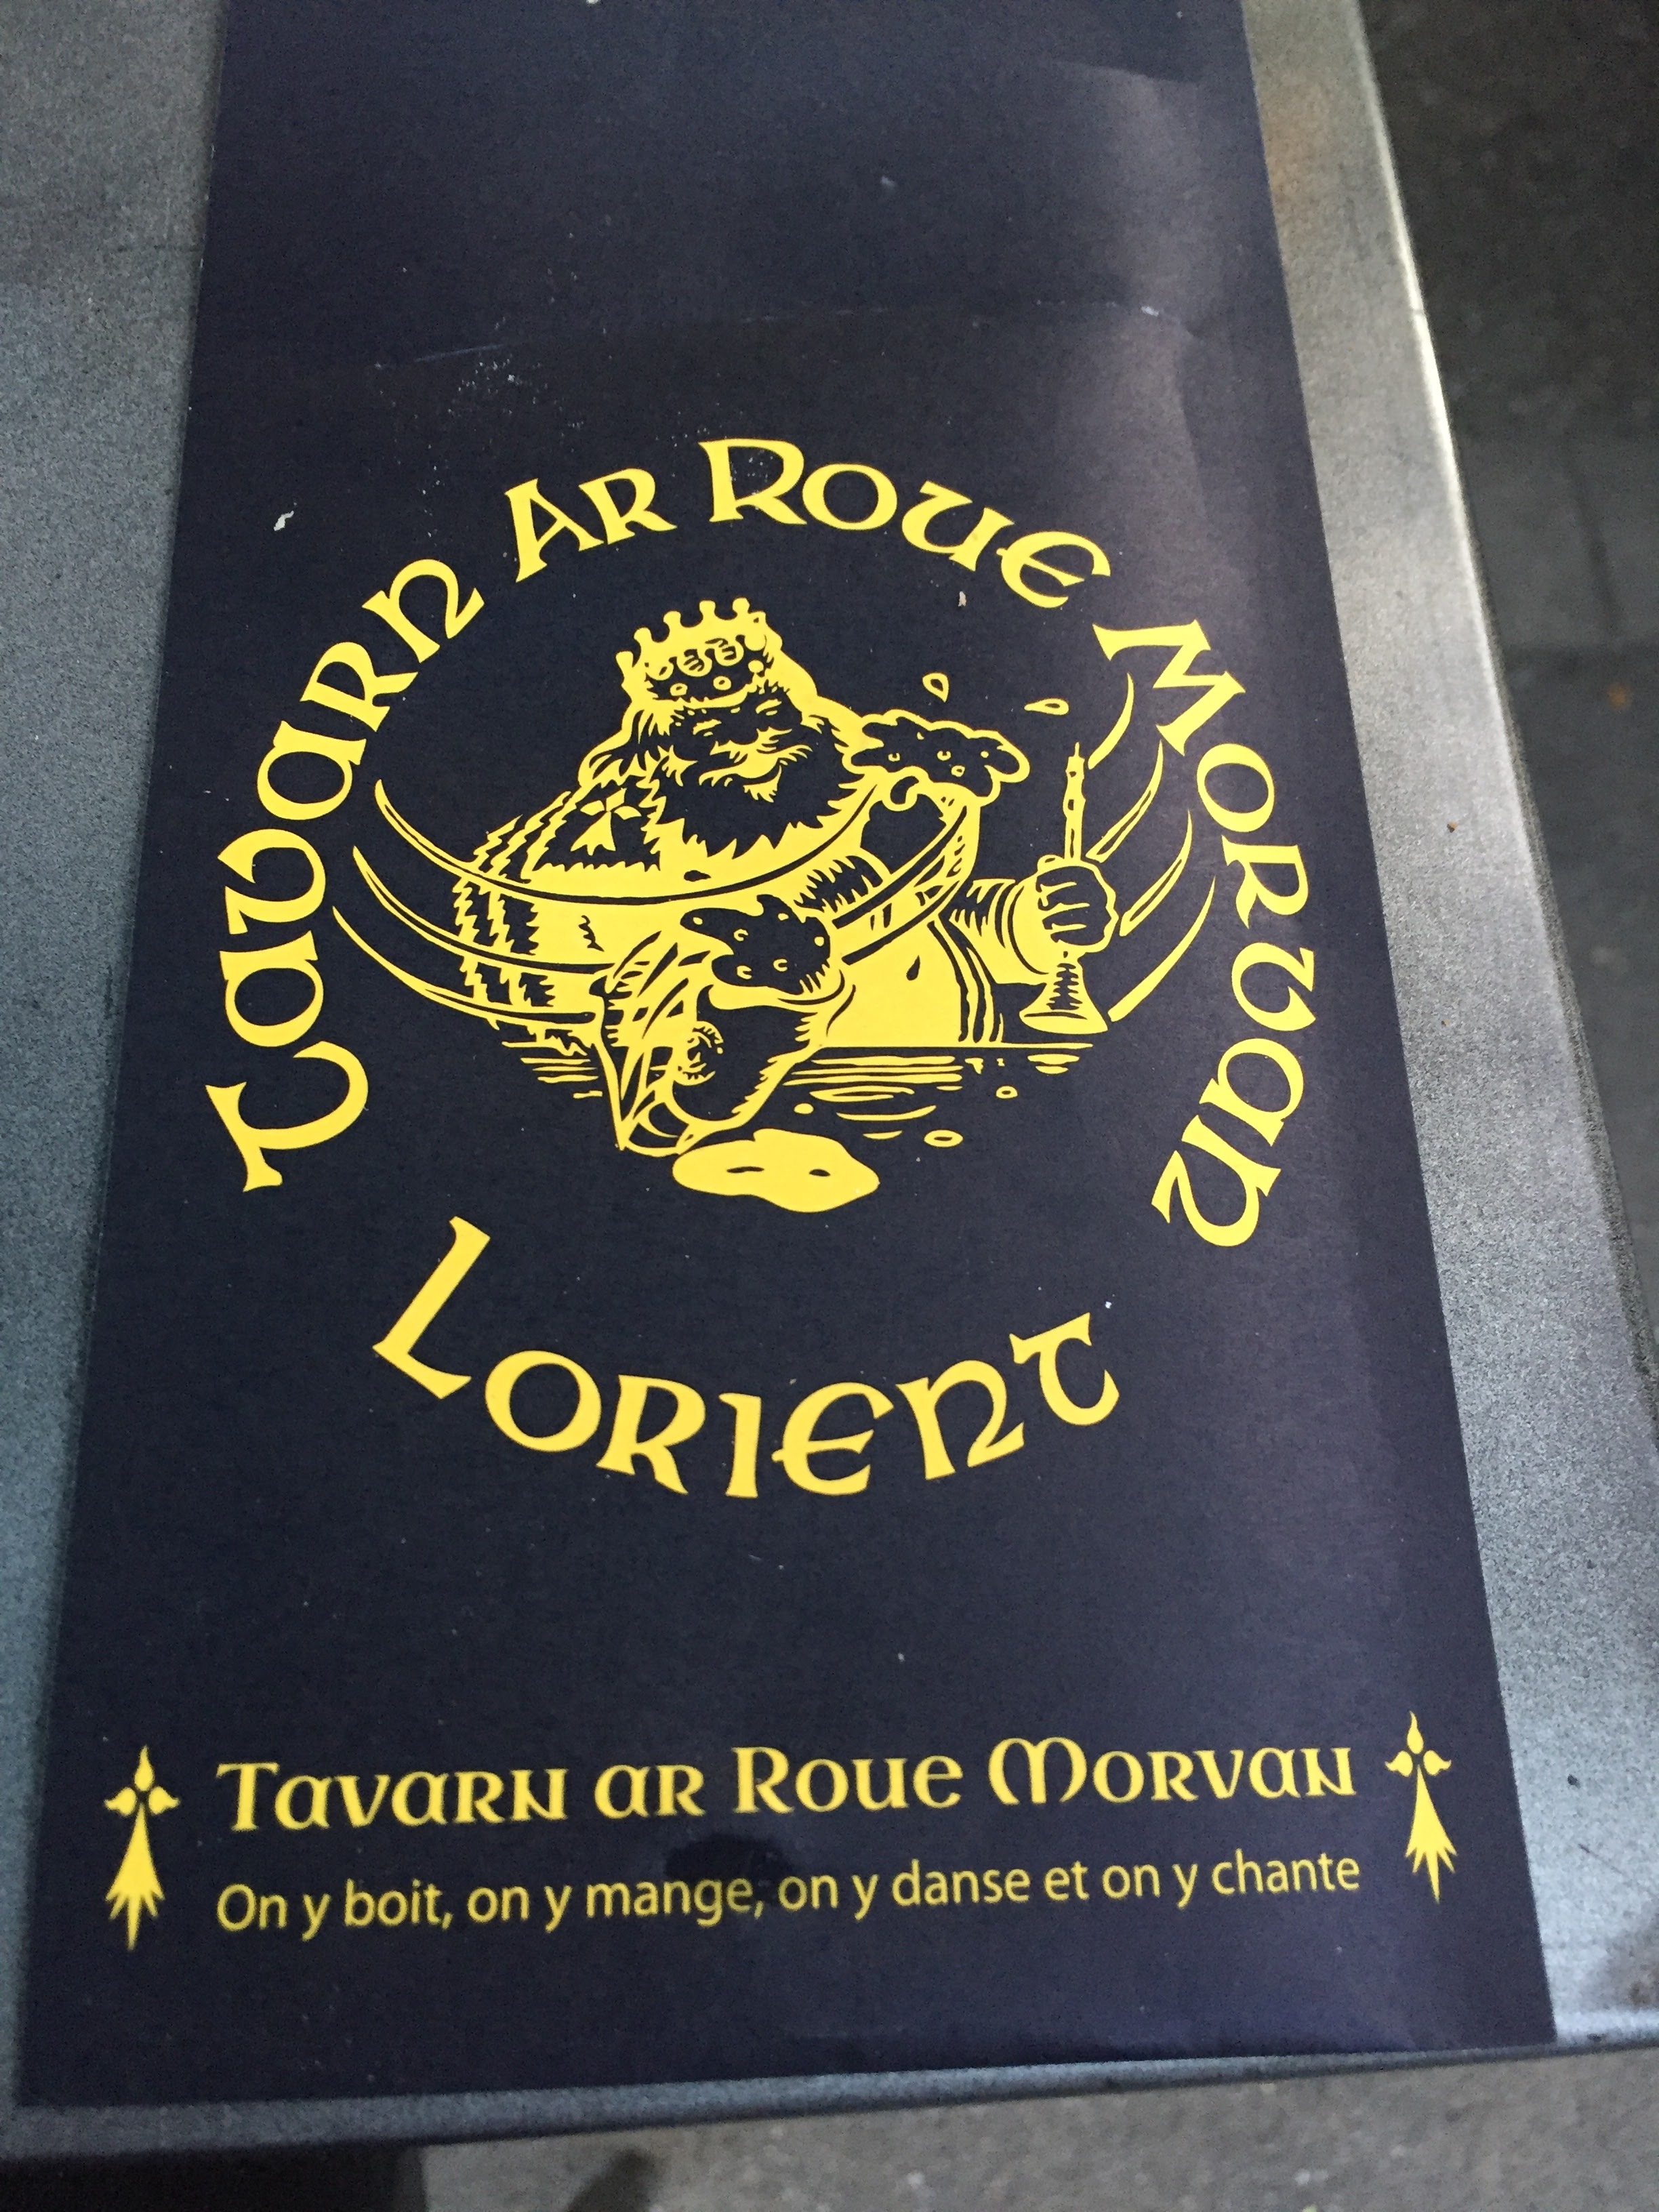 Tavarn Ar Roue Morvan
Lorient
Tavarn ar Roue Morvan
On y boit, on y mange, on y danse et on y chante